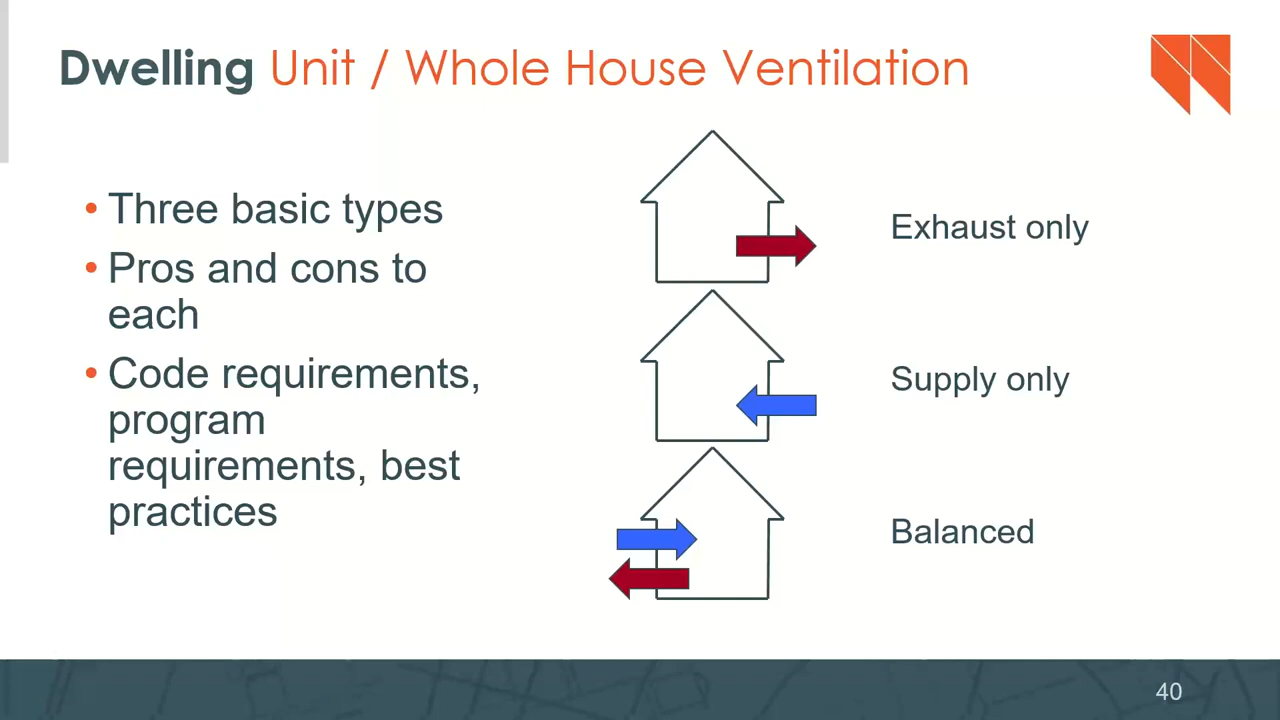 Dwelling Unit / Whole House Ventilation
• Three basic types
• Pros and cons to
each
• Code requirements,
program
requirements, best
practices
Exhaust only
Supply only
Balanced
40